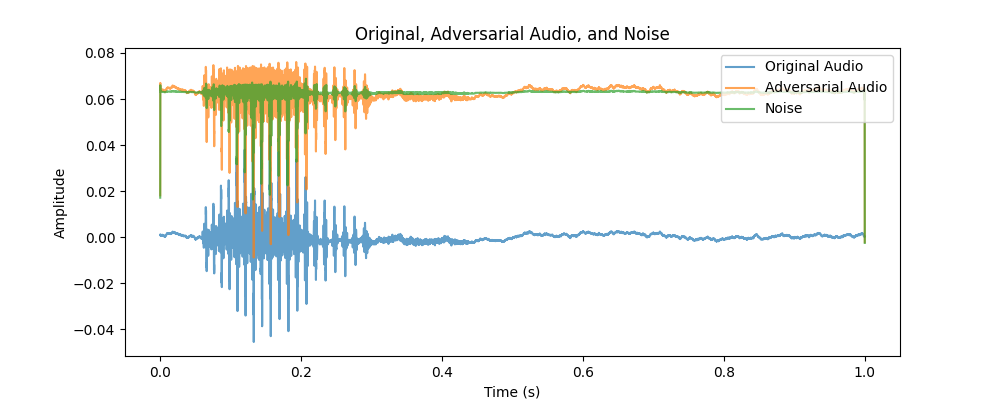 Original, Adversarial Audio, and Noise
Original Audio
Adversarial Audio
Noise
0.08
0.06
0.04
0.02
0.00
−0.02
−0.04
Amplitude
0.0
0.2
0.4
0.6
0.8
1.0
Time (s)